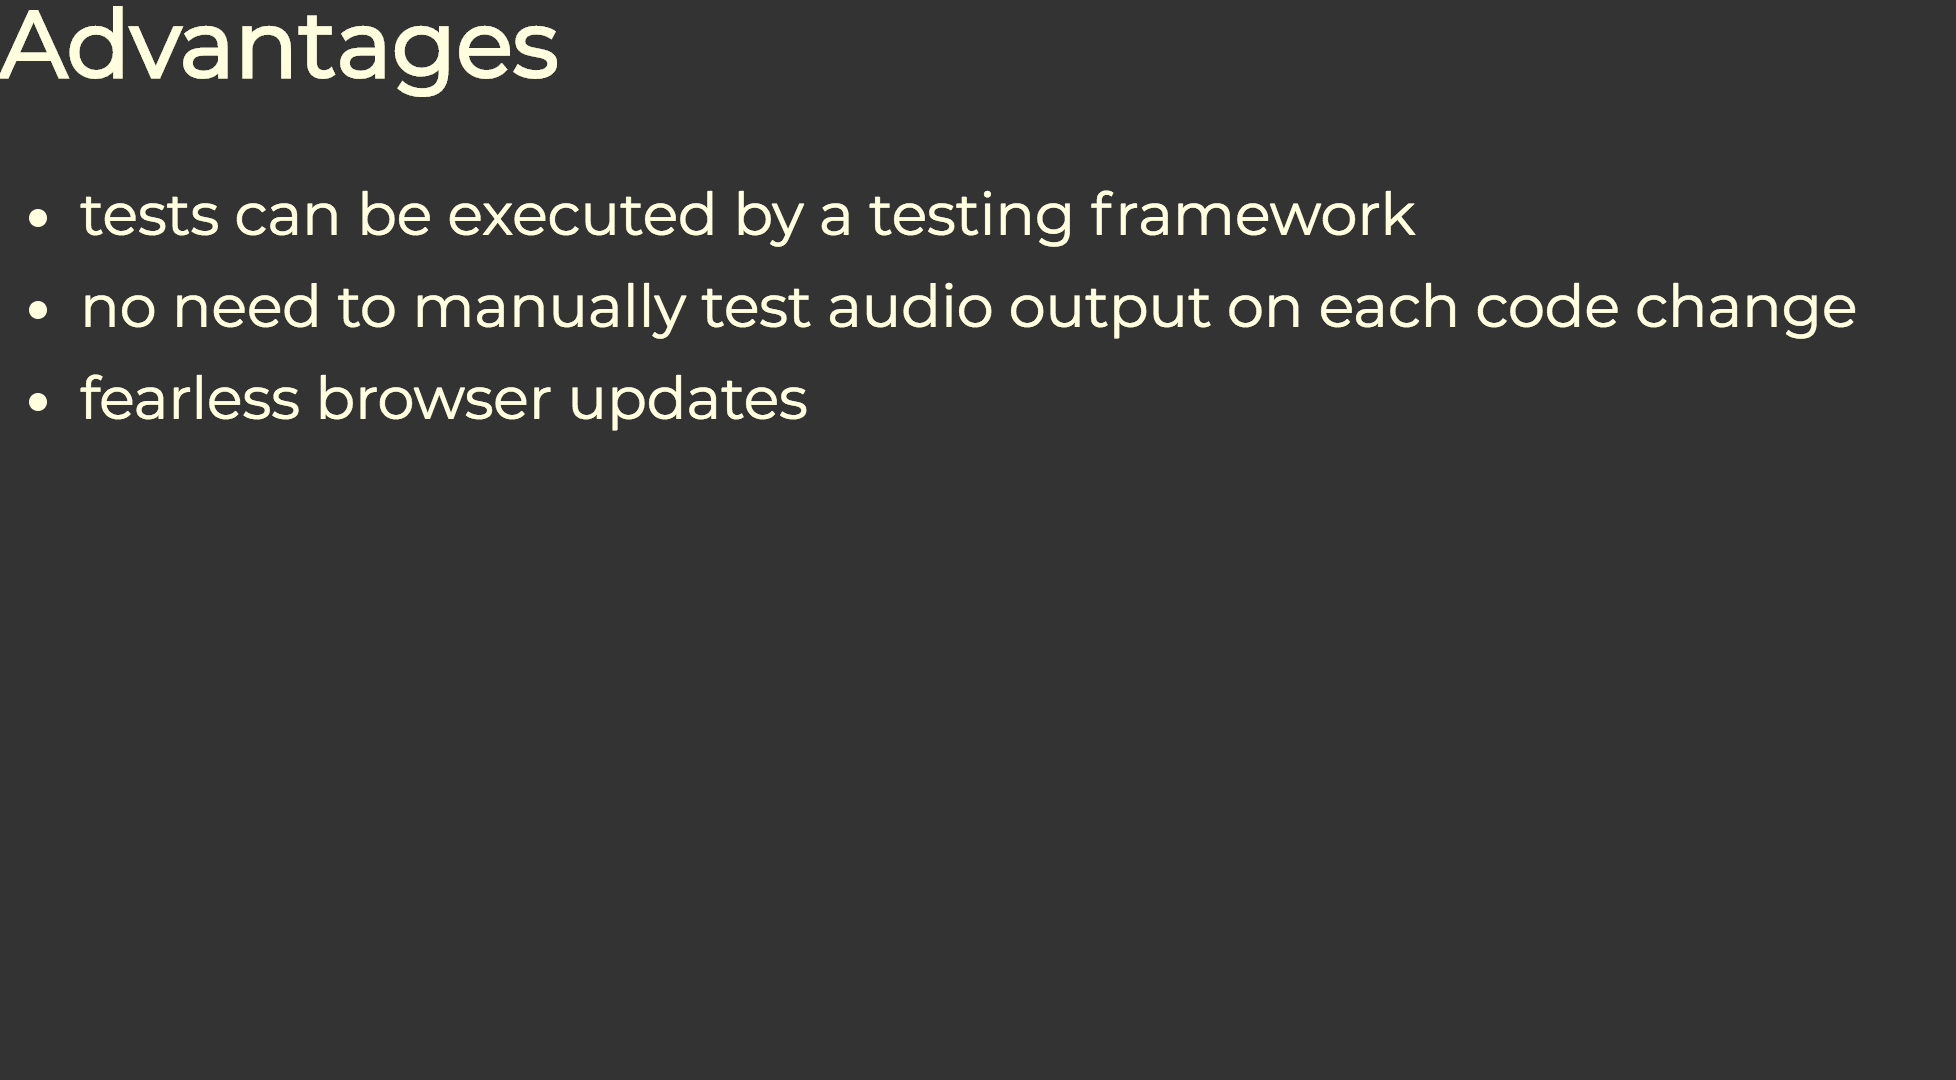 Advantages
• tests can be executed by a testing framework
• no need to manually test audio output on each code change
• fearless browser updates